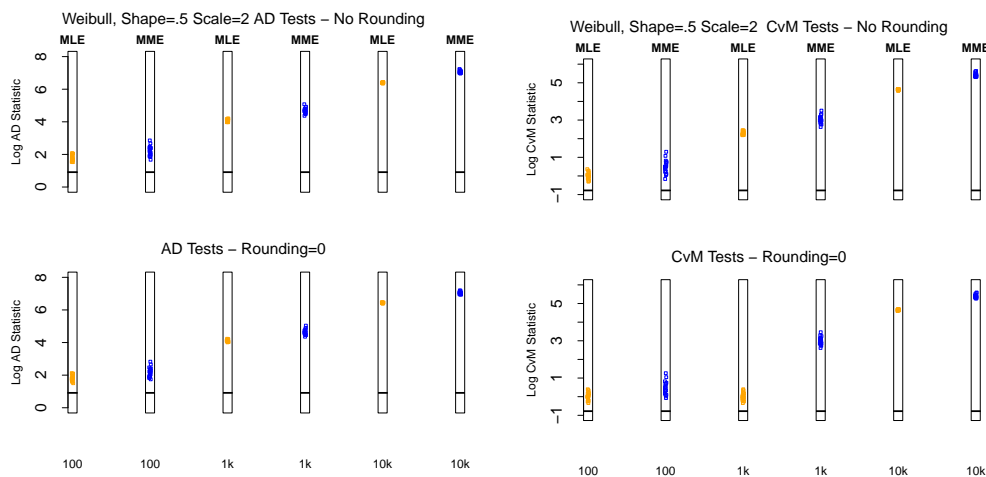 Weibull, Shape=.5 Scale=2 AD Tests – No Rounding
MLE MME MLE MME MLE MME
Log AD Statistic
8
6
4
2
0
AD Tests – Rounding=0
Log AD Statistic
8
6
4
2
0
100 100 1k 1k 10k 10k
Weibull, Shape=.5 Scale=2 CvM Tests – No Rounding
MLE MME MLE MME MLE MME
Log CvM Statistic
5
3
1
−1
CvM Tests – Rounding=0
Log CvM Statistic
5
3
1
−1
100 100 1k 1k 10k 10k